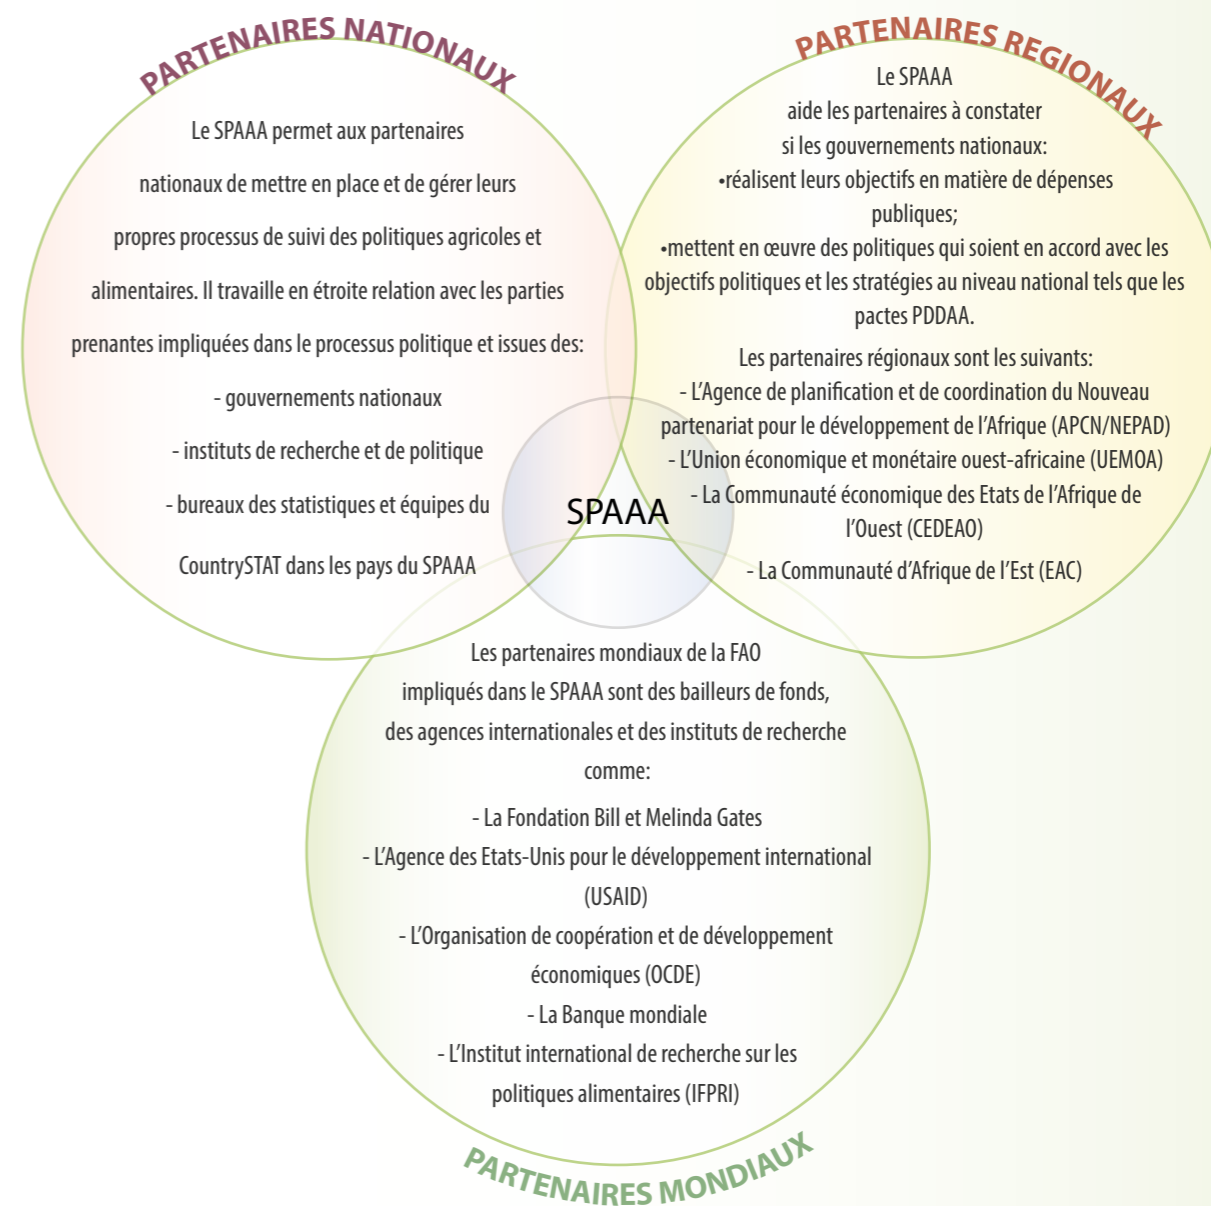 PARTENAIRES NATIONAUX
Le SPAAA permet aux partenaires
nationaux de mettre en place et de gérer leurs
propres processus de suivi des politiques agricoles et
alimentaires. Il travaille en étroite relation avec les parties
prenantes impliquées dans le processus politique et issues des:
- gouvernements nationaux
- instituts de recherche et de politique
- bureaux des statistiques et équipes du
CountrySTAT dans les pays du SPAAA
PARTENAIRES REGIONAUX
Le SPAAA
aide les partenaires à constater
si les gouvernements nationaux:
•réalisent leurs objectifs en matière de dépenses
publiques;
•mettent en œuvre des politiques qui soient en accord avec les
objectifs politiques et les stratégies au niveau national tels que les
pactes PDDAA.
Les partenaires régionaux sont les suivants:
- L'Agence de planification et de coordination du Nouveau
partenariat pour le développement de l'Afrique (APCN/NEPAD)
- L'Union économique et monétaire ouest-africaine (UEMOA)
- La Communauté économique des Etats de l'Afrique de
l'Ouest (CEDEAO)
- La Communauté d'Afrique de l'Est (EAC)
SPAAA
Les partenaires mondiaux de la FAO
impliqués dans le SPAAA sont des bailleurs de fonds,
des agences internationales et des instituts de recherche
comme:
- La Fondation Bill et Melinda Gates
- L'Agence des Etats-Unis pour le développement international
(USAID)
- L'Organisation de coopération et de développement
économiques (OCDE)
- La Banque mondiale
- L'Institut international de recherche sur les
politiques alimentaires (IFPRI)
PARTENAIRES MONDIAUX